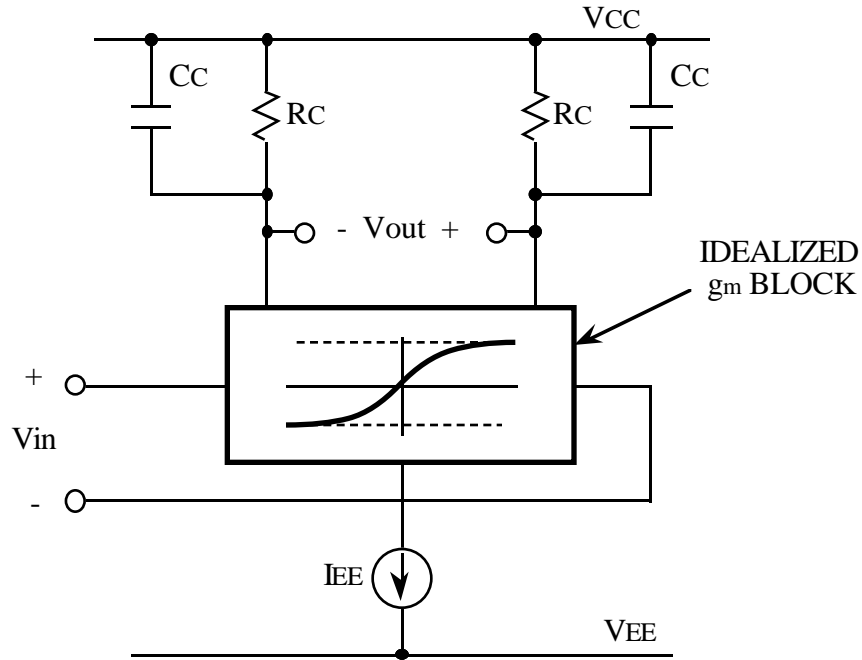 VCC
CC
CC
RC
RC
- Vout +
IDEALIZED
gm BLOCK
+
Vin
-
IEE
VEE